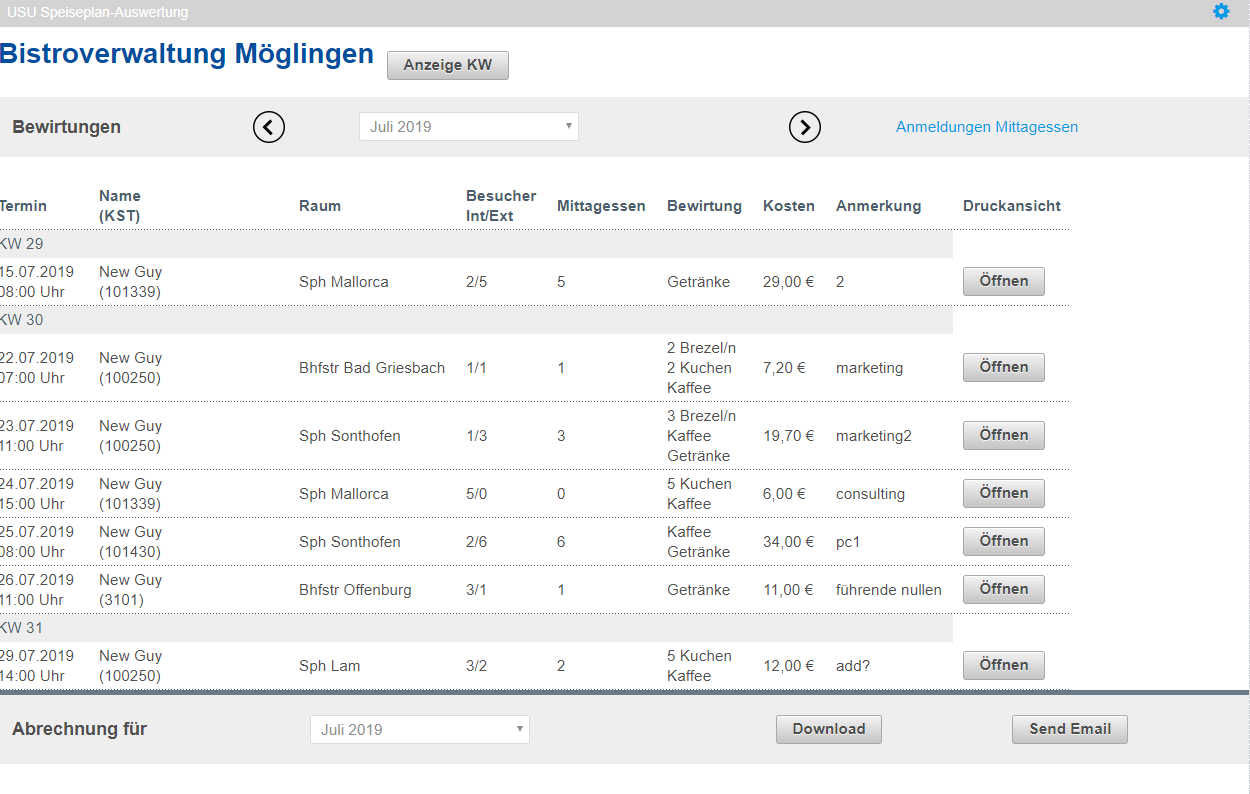 USU Speiseplan-Auswertung
Bistroverwaltung Möglingen Anzeige KW
Bewirtungen Juli 2019 Anmeldungen Mittagessen
Termin Name (KST) Raum Besucher Int/Ext Mittagessen Bewirtung Kosten Anmerkung Druckansicht
KW 29
15.07.2019 08:00 Uhr New Guy (101339) Sph Mallorca 2/5 5 Getränke 29,00 € 2 Öffnen
KW 30
22.07.2019 07:00 Uhr New Guy (100250) Bhfstr Bad Griesbach 1/1 1 2 Brezel/n 2 Kuchen Kaffee 7,20 € marketing Öffnen
23.07.2019 11:00 Uhr New Guy (100250) Sph Sonthofen 1/3 3 3 Brezel/n Kaffee Getränke 19,70 € marketing2 Öffnen
24.07.2019 15:00 Uhr New Guy (101339) Sph Mallorca 5/0 0 5 Kuchen Kaffee 6,00 € consulting Öffnen
25.07.2019 08:00 Uhr New Guy (101430) Sph Sonthofen 2/6 6 Kaffee Getränke 34,00 € pc1 Öffnen
26.07.2019 11:00 Uhr New Guy (3101) Bhfstr Offenburg 3/1 1 Getränke 11,00 € führende nullen Öffnen
KW 31
29.07.2019 14:00 Uhr New Guy (100250) Sph Lam 3/2 2 5 Kuchen Kaffee 12,00 € add? Öffnen
Abrechnung für Juli 2019 Download Send Email